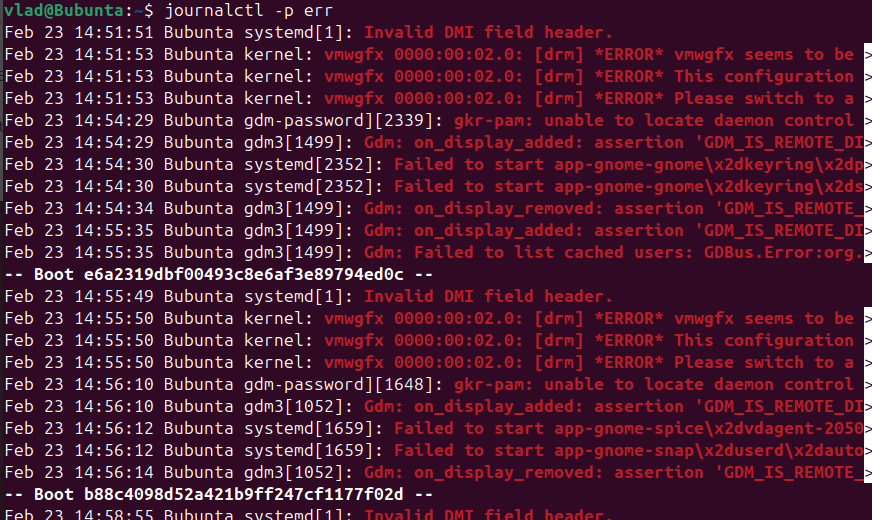 vlad@Bubunta:~$ journalctl -p err
Feb 23 14:51:51 Bubunta systemd[1]: Invalid DMI field header.
Feb 23 14:51:53 Bubunta kernel: vmwgfx 0000:00:02.0: [drm] *ERROR* vmwgfx seems to be >
Feb 23 14:51:53 Bubunta kernel: vmwgfx 0000:00:02.0: [drm] *ERROR* This configuration >
Feb 23 14:51:53 Bubunta kernel: vmwgfx 0000:00:02.0: [drm] *ERROR* Please switch to a >
Feb 23 14:54:29 Bubunta gdm-password][2339]: gkr-pam: unable to locate daemon control >
Feb 23 14:54:29 Bubunta gdm3[1499]: Gdm: on_display_added: assertion 'GDM_IS_REMOTE_DI>
Feb 23 14:54:30 Bubunta systemd[2352]: Failed to start app-gnome-gnome\x2dkeyring\x2dp>
Feb 23 14:54:30 Bubunta systemd[2352]: Failed to start app-gnome-gnome\x2dkeyring\x2ds>
Feb 23 14:54:34 Bubunta gdm3[1499]: Gdm: on_display_removed: assertion 'GDM_IS_REMOTE_>
Feb 23 14:55:35 Bubunta gdm3[1499]: Gdm: on_display_added: assertion 'GDM_IS_REMOTE_DI>
Feb 23 14:55:35 Bubunta gdm3[1499]: Gdm: Failed to list cached users: GDBus.Error:org.>
-- Boot e6a2319dbf00493c8e6af3e89794ed0c --
Feb 23 14:55:49 Bubunta systemd[1]: Invalid DMI field header.
Feb 23 14:55:50 Bubunta kernel: vmwgfx 0000:00:02.0: [drm] *ERROR* vmwgfx seems to be >
Feb 23 14:55:50 Bubunta kernel: vmwgfx 0000:00:02.0: [drm] *ERROR* This configuration >
Feb 23 14:55:50 Bubunta kernel: vmwgfx 0000:00:02.0: [drm] *ERROR* Please switch to a >
Feb 23 14:56:10 Bubunta gdm-password][1648]: gkr-pam: unable to locate daemon control >
Feb 23 14:56:10 Bubunta gdm3[1052]: Gdm: on_display_added: assertion 'GDM_IS_REMOTE_DI>
Feb 23 14:56:12 Bubunta systemd[1659]: Failed to start app-gnome-spice\x2dvdagent-2050>
Feb 23 14:56:12 Bubunta systemd[1659]: Failed to start app-gnome-snap\x2duserd\x2dauto>
Feb 23 14:56:14 Bubunta gdm3[1052]: Gdm: on_display_removed: assertion 'GDM_IS_REMOTE_>
-- Boot b88c4098d52a421b9ff247cf1177f02d --
Feb 23 14:58:55 Bubunta systemd[1]: Invalid DMI field header.